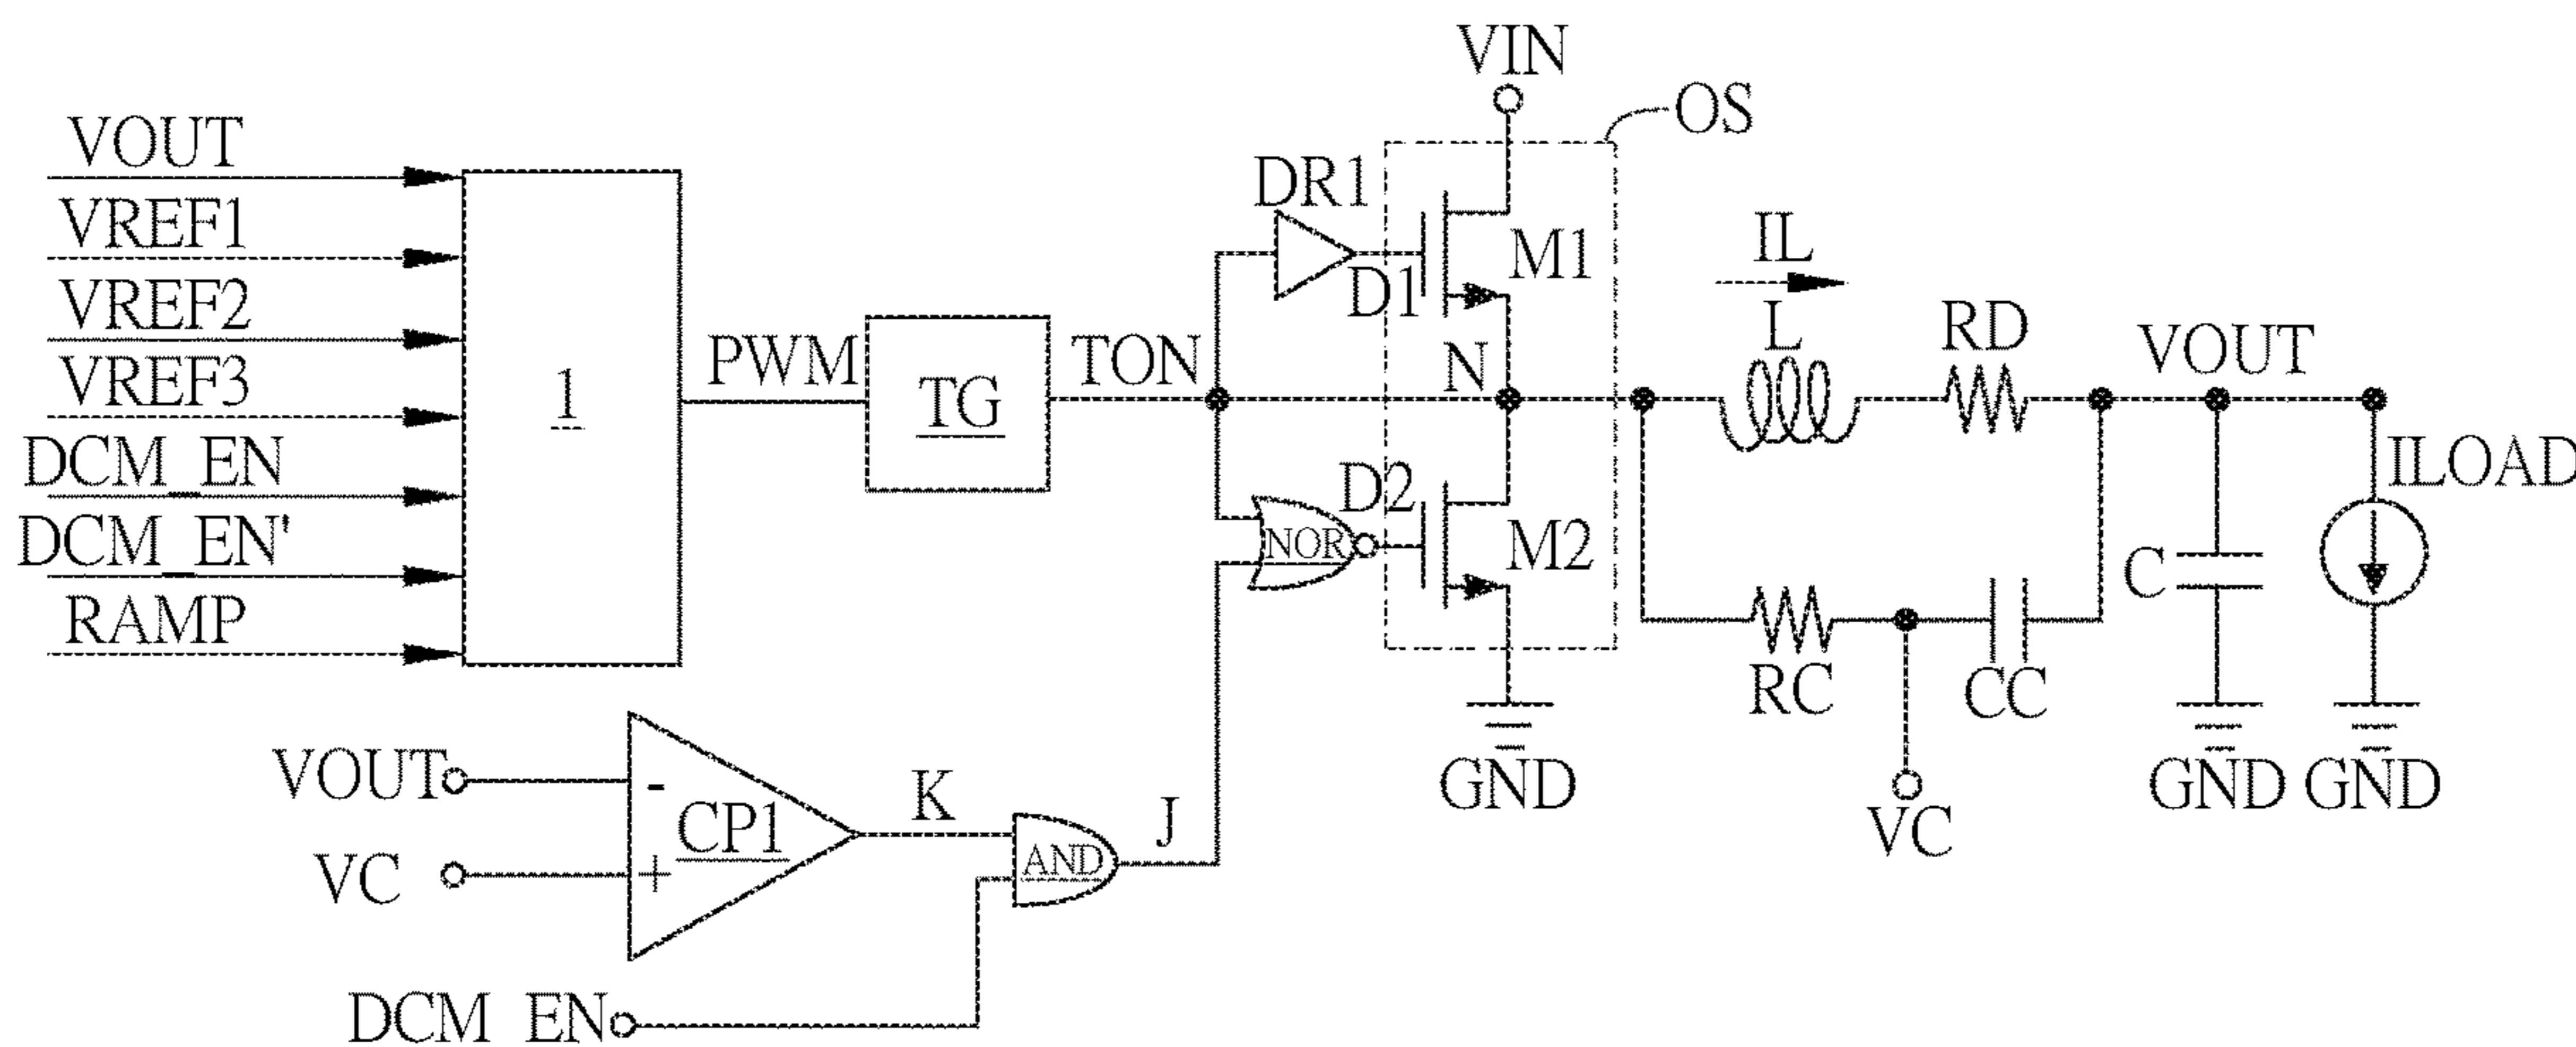 VIN
OS
VOUT
VREF1
VREF2
VREF3
DCM_EN
DCM_EN'
RAMP
1
PWM
TG
TON
DR1
D1
M1
N
D2
NOR
M2
GND
IL
L
RD
VOUT
ILOAD
RC
CC
C
VC
GND
GND
VOUT
VC
-
+
CP1
K
AND
J
DCM_EN